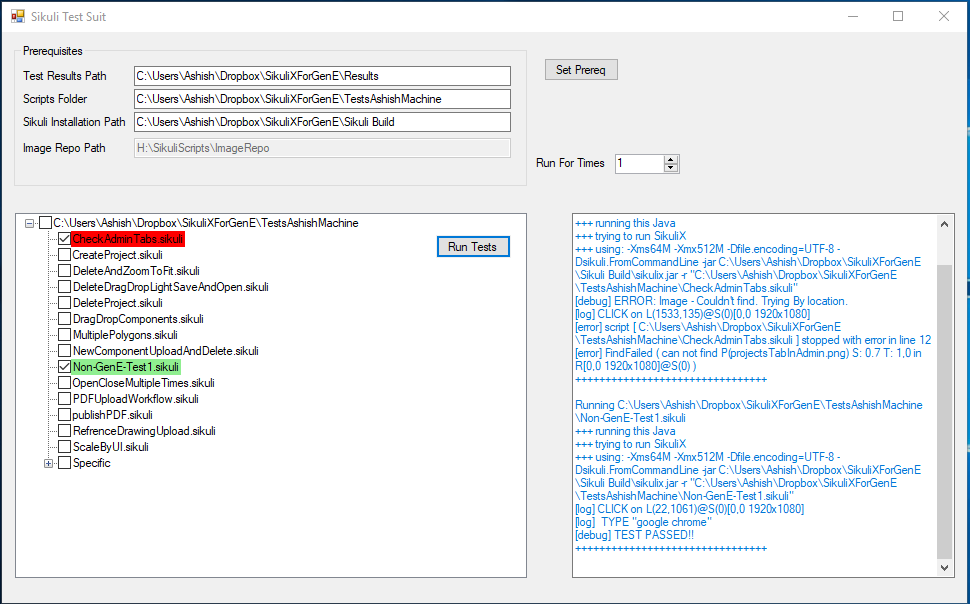 Sikuli Test Suit
Prerequisites
Test Results Path
C:\Users\Ashish\Dropbox\SikuliXForGenE\Results
Set Prereq
Scripts Folder
C:\Users\Ashish\Dropbox\SikuliXForGenE\TestsAshishMachine
Sikuli Installation Path
C:\Users\Ashish\Dropbox\SikuliXForGenE\Sikuli Build
Image Repo Path
H:\SikuliScripts\ImageRepo
Run For Times
1
C:\Users\Ashish\Dropbox\SikuliXForGenE\TestsAshishMachine
CheckAdminTabs.sikuli
CreateProject.sikuli
DeleteAndZoomToFit.sikuli
DeleteDragDropLightSaveAndOpen.sikuli
DeleteProject.sikuli
DragDropComponents.sikuli
MultiplePolygons.sikuli
NewComponentUploadAndDelete.sikuli
Non-GenE-Test1.sikuli
OpenCloseMultipleTimes.sikuli
PDFUploadWorkflow.sikuli
publishPDF.sikuli
RefrenceDrawingUpload.sikuli
ScaleByUI.sikuli
Specific
Run Tests
+++ running this Java
+++ trying to run SikuliX
+++ using: -Xms64M -Xmx512M -Dfile.encoding=UTF-8 -
Dsikuli.FromCommandLine -jar C:\Users\Ashish\Dropbox\SikuliXForGenE
\Sikuli Build\sikulix.jar -r "C:\Users\Ashish\Dropbox\SikuliXForGenE
\TestsAshishMachine\CheckAdminTabs.sikuli"
[debug] ERROR: Image - Couldn't find. Trying By location.
[log] CLICK on L(1533,135)@S(0)[0,0 1920x1080]
[error] script [ C:\Users\Ashish\Dropbox\SikuliXForGenE
\TestsAshishMachine\CheckAdminTabs.sikuli ] stopped with error in line 12
[error] FindFailed ( can not find P(projectsTabInAdmin.png) S: 0.7 T: 1,0 in
R[0,0 1920x1080]@S(0) )
++++++++++++++++++++++++++++++++
Running C:\Users\Ashish\Dropbox\SikuliXForGenE\TestsAshishMachine
\Non-GenE-Test1.sikuli
+++ running this Java
+++ trying to run SikuliX
+++ using: -Xms64M -Xmx512M -Dfile.encoding=UTF-8 -
Dsikuli.FromCommandLine -jar C:\Users\Ashish\Dropbox\SikuliXForGenE
\Sikuli Build\sikulix.jar -r "C:\Users\Ashish\Dropbox\SikuliXForGenE
\TestsAshishMachine\Non-GenE-Test1.sikuli"
[log] CLICK on L(22,1061)@S(0)[0,0 1920x1080]
[log] TYPE "google chrome"
[debug] TEST PASSED!!
++++++++++++++++++++++++++++++++